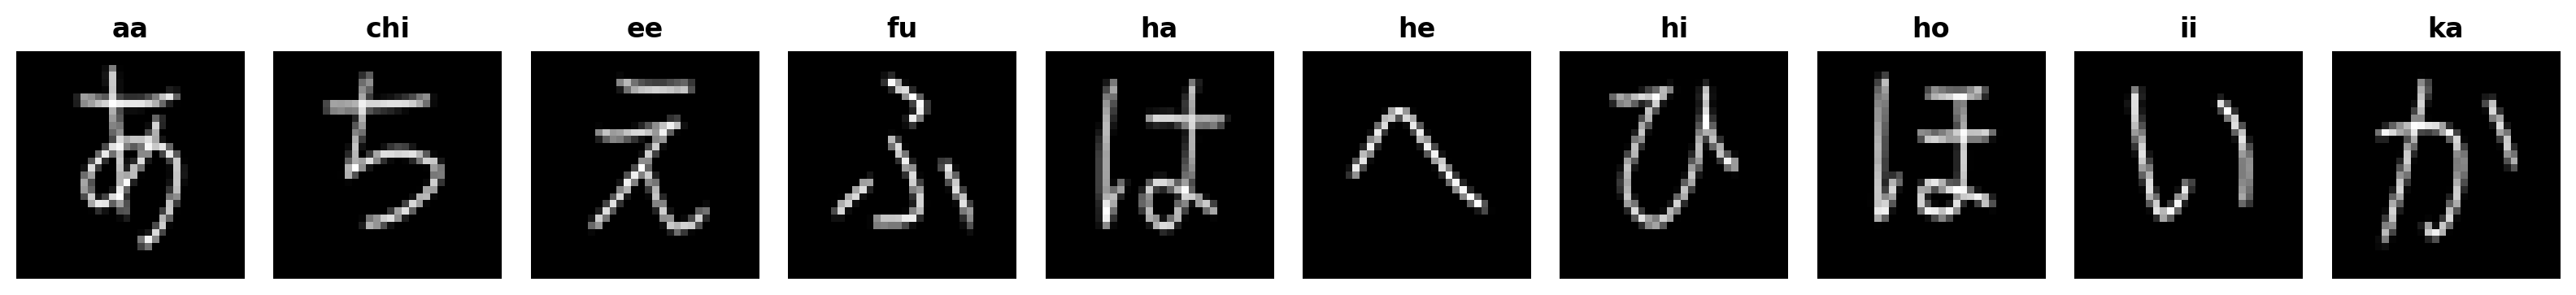 aa chi ee fu ha he hi ho ii ka
あ ち え ふ は へ ひ ほ い か